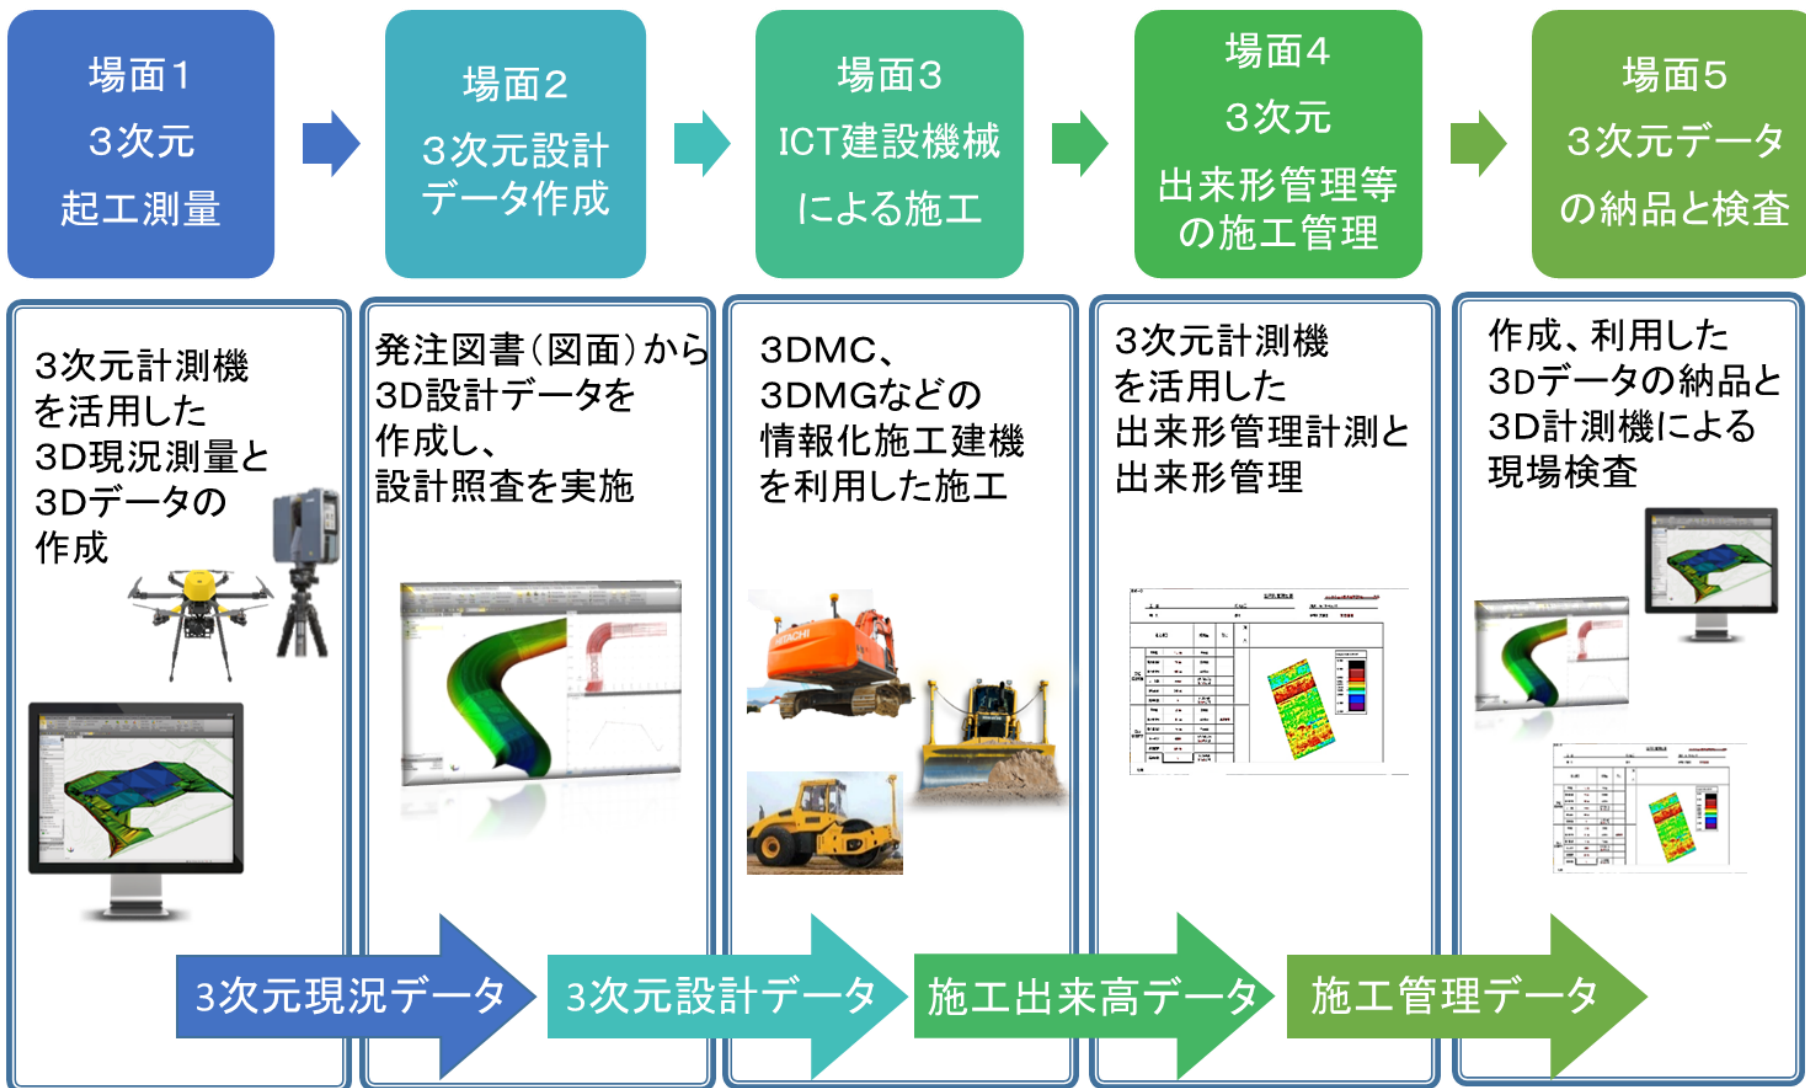 場面1
3次元
起工測量
場面2
3次元設計
データ作成
場面3
ICT建設機械
による施工
場面4
3次元
出来形管理等
の施工管理
場面5
3次元データ
の納品と検査
3次元計測機
を活用した
3D現況測量と
3Dデータの
作成
発注図書(図面)から
3D設計データを
作成し、
設計照査を実施
3DMC、
3DMGなどの
情報化施工建機
を利用した施工
HITACHI
3次元計測機
を活用した
出来形管理計測と
出来形管理
作成、利用した
3Dデータの納品と
3D計測機による
現場検査
3次元現況データ
3次元設計データ
施工出来高データ
施工管理データ